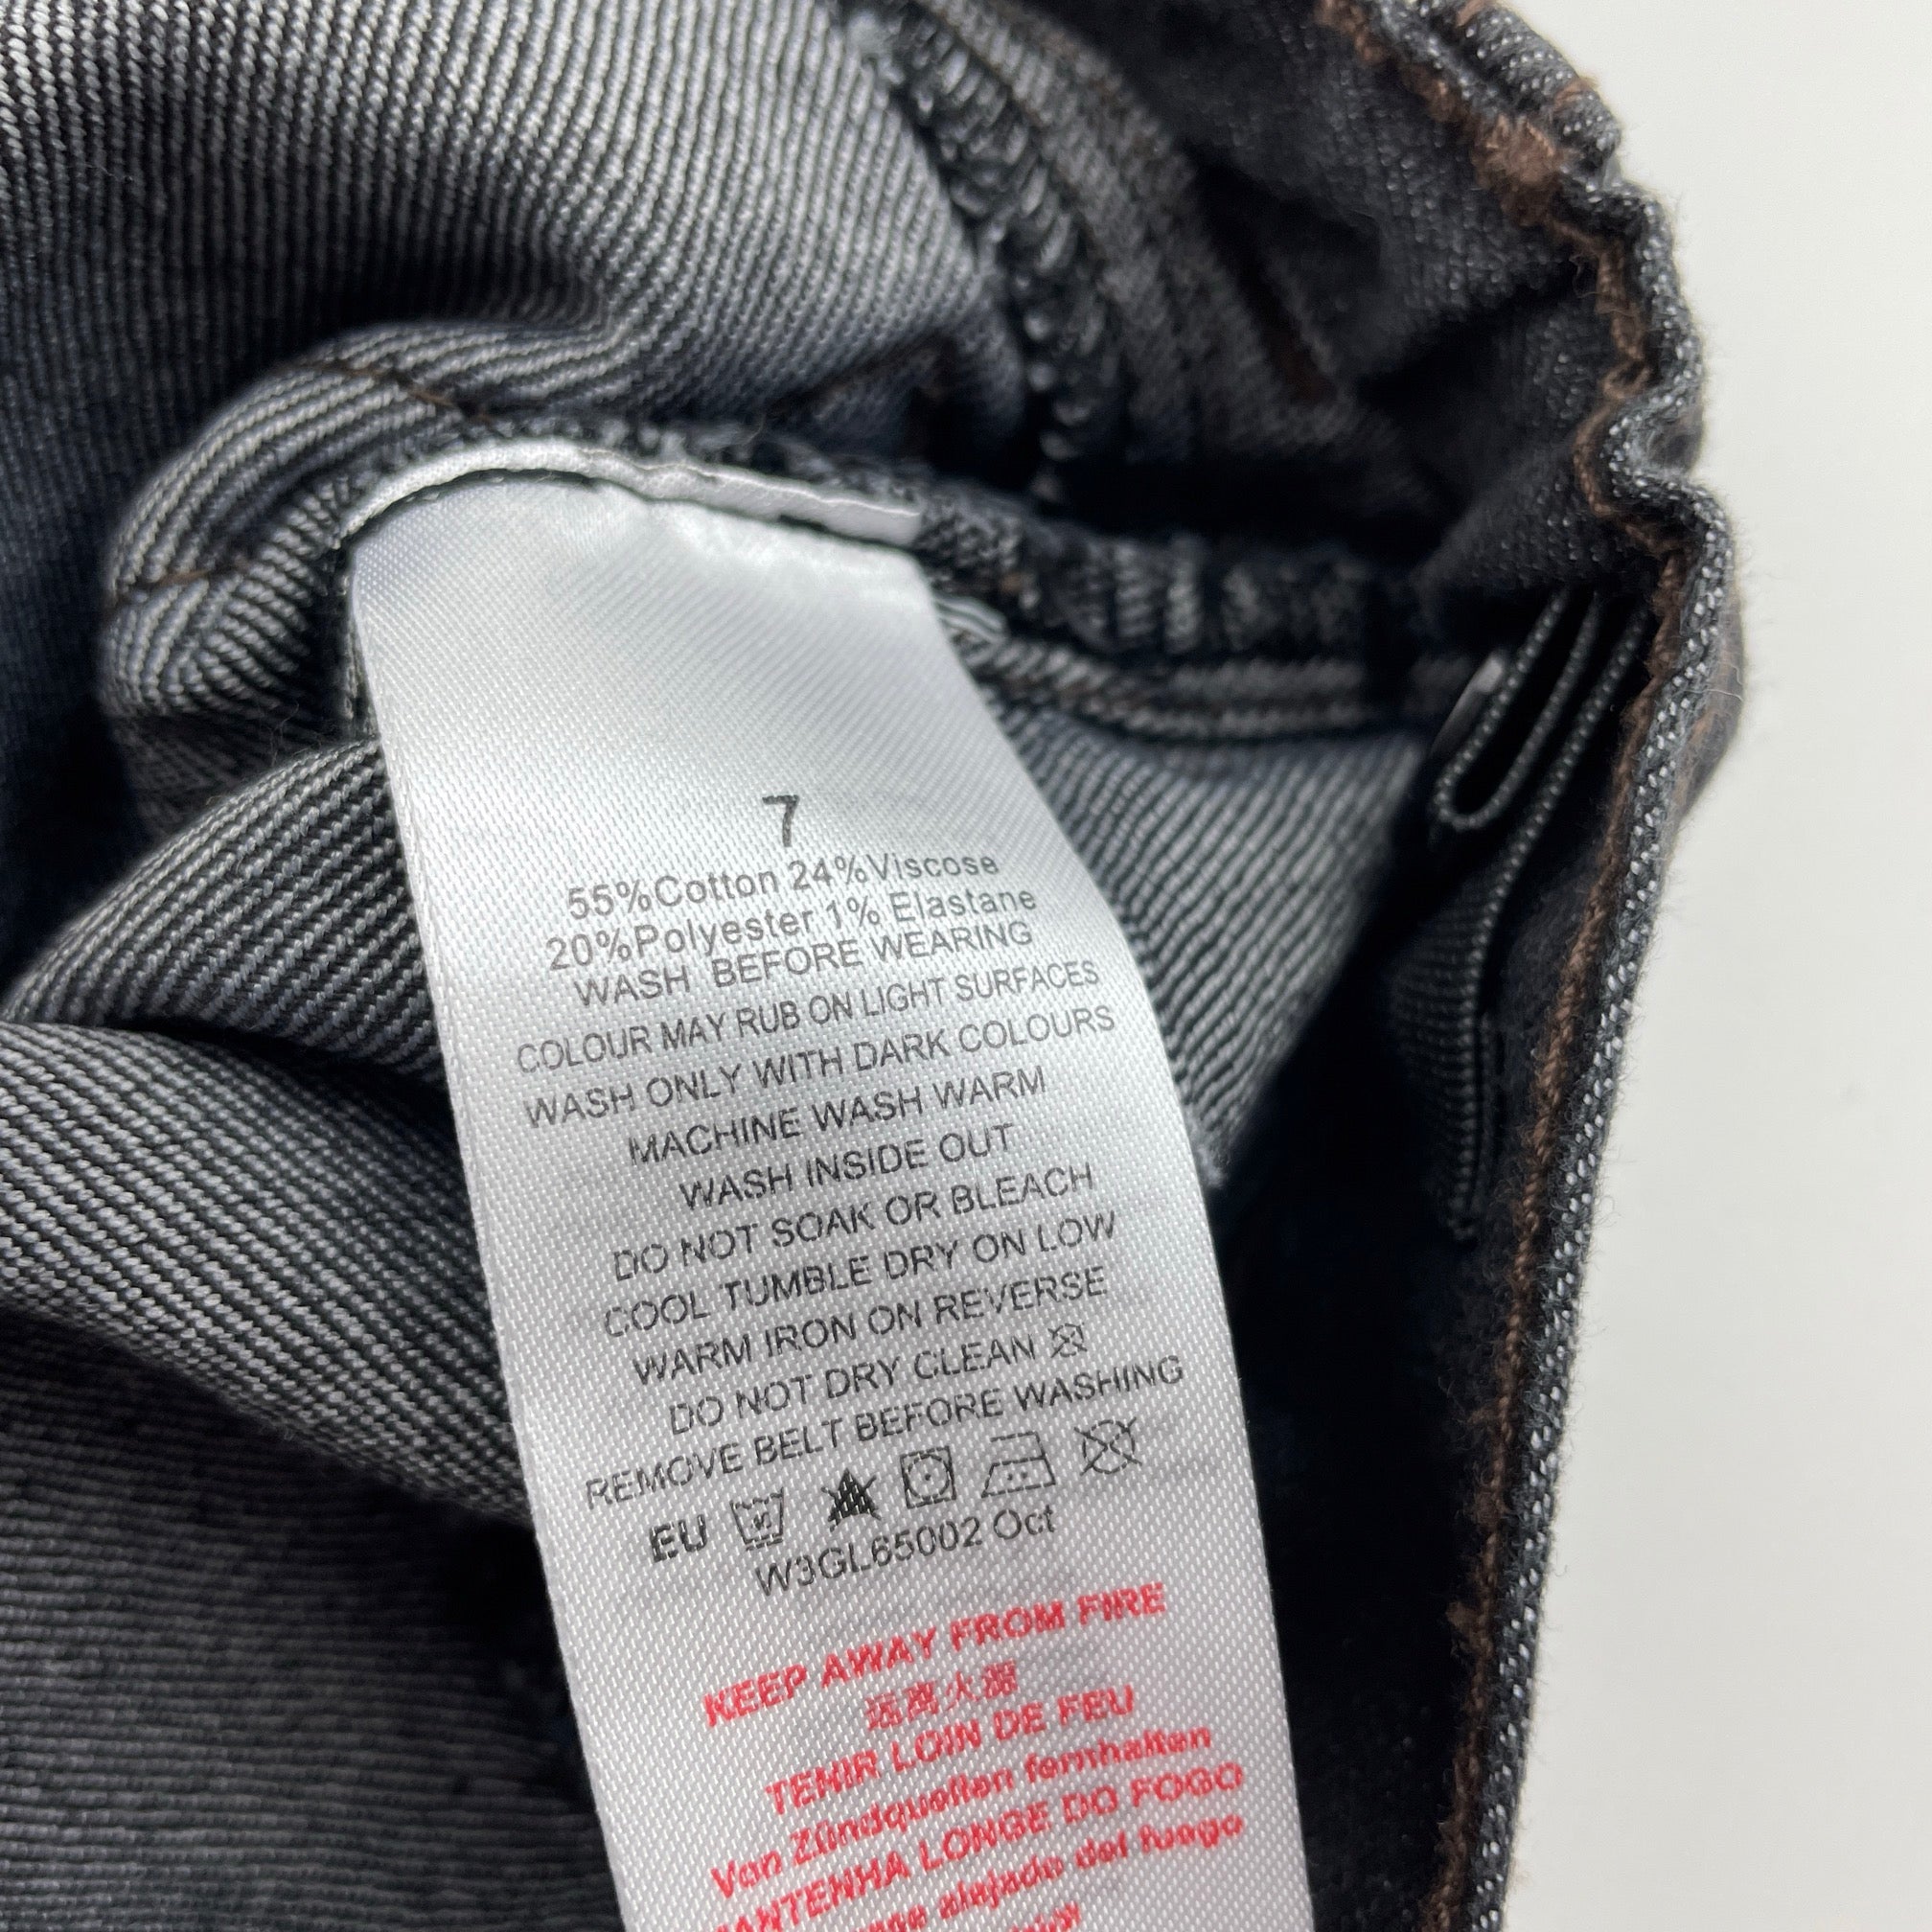 7
55%Cotton 24%Viscose
20%Polyester 1% Elastane
WASH BEFORE WEARING
COLOUR MAY RUB ON LIGHT SURFACES
WASH ONLY WITH DARK COLOURS
MACHINE WASH WARM
WASH INSIDE OUT
DO NOT SOAK OR BLEACH
COOL TUMBLE DRY ON LOW
WARM IRON ON REVERSE
DO NOT DRY CLEAN
REMOVE BELT BEFORE WASHING
EU
W3GL65002 Oct
KEEP AWAY FROM FIRE
远离火源
TENIR LOIN DE FEU
Von Zündquellen fernhalten
MANTENHA LONGE DO FOGO
alejado del fuego